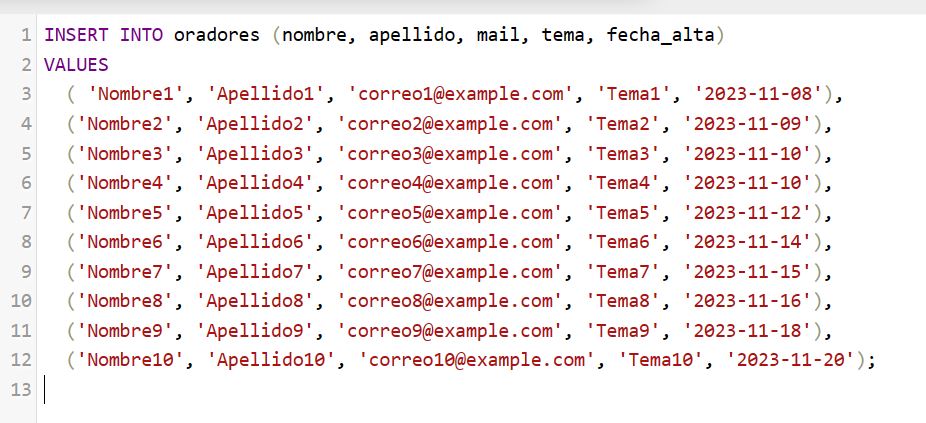 1 INSERT INTO oradores (nombre, apellido, mail, tema, fecha_alta)
2 VALUES
3 ( 'Nombre1', 'Apellido1', 'correo1@example.com', 'Tema1', '2023-11-08'),
4 ('Nombre2', 'Apellido2', 'correo2@example.com', 'Tema2', '2023-11-09'),
5 ('Nombre3', 'Apellido3', 'correo3@example.com', 'Tema3', '2023-11-10'),
6 ('Nombre4', 'Apellido4', 'correo4@example.com', 'Tema4', '2023-11-10'),
7 ('Nombre5', 'Apellido5', 'correo5@example.com', 'Tema5', '2023-11-12'),
8 ('Nombre6', 'Apellido6', 'correo6@example.com', 'Tema6', '2023-11-14'),
9 ('Nombre7', 'Apellido7', 'correo7@example.com', 'Tema7', '2023-11-15'),
10 ('Nombre8', 'Apellido8', 'correo8@example.com', 'Tema8', '2023-11-16'),
11 ('Nombre9', 'Apellido9', 'correo9@example.com', 'Tema9', '2023-11-18'),
12 ('Nombre10', 'Apellido10', 'correo10@example.com', 'Tema10', '2023-11-20');
13